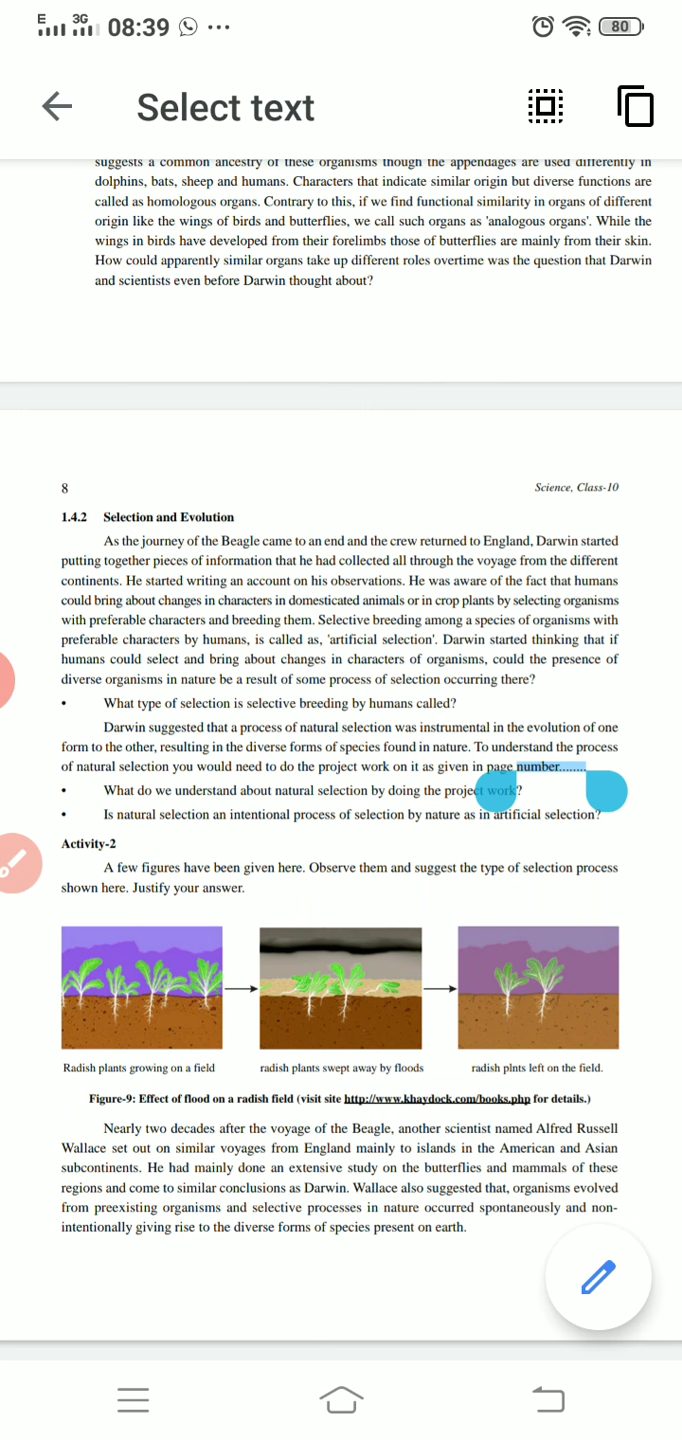 E 3G 08:39 ... 80
Select text
suggests a common ancestry of these organisms though the appendages are used differently in
dolphins, bats, sheep and humans. Characters that indicate similar origin but diverse functions are
called as homologous organs. Contrary to this, if we find functional similarity in organs of different
origin like the wings of birds and butterflies, we call such organs as 'analogous organs'. While the
wings in birds have developed from their forelimbs those of butterflies are mainly from their skin.
How could apparently similar organs take up different roles overtime was the question that Darwin
and scientists even before Darwin thought about?
8 Science, Class-10
1.4.2 Selection and Evolution
As the journey of the Beagle came to an end and the crew returned to England, Darwin started
putting together pieces of information that he had collected all through the voyage from the different
continents. He started writing an account on his observations. He was aware of the fact that humans
could bring about changes in characters in domesticated animals or in crop plants by selecting organisms
with preferable characters and breeding them. Selective breeding among a species of organisms with
preferable characters by humans, is called as, 'artificial selection'. Darwin started thinking that if
humans could select and bring about changes in characters of organisms, could the presence of
diverse organisms in nature be a result of some process of selection occurring there?
• What type of selection is selective breeding by humans called?
Darwin suggested that a process of natural selection was instrumental in the evolution of one
form to the other, resulting in the diverse forms of species found in nature. To understand the process
of natural selection you would need to do the project work on it as given in page number........
• What do we understand about natural selection by doing the project work?
• Is natural selection an intentional process of selection by nature as in artificial selection?
Activity-2
A few figures have been given here. Observe them and suggest the type of selection process
shown here. Justify your answer.
Radish plants growing on a field radish plants swept away by floods radish plnts left on the field.
Figure-9: Effect of flood on a radish field (visit site http://www.khaydock.com/books.php for details.)
Nearly two decades after the voyage of the Beagle, another scientist named Alfred Russell
Wallace set out on similar voyages from England mainly to islands in the American and Asian
subcontinents. He had mainly done an extensive study on the butterflies and mammals of these
regions and come to similar conclusions as Darwin. Wallace also suggested that, organisms evolved
from preexisting organisms and selective processes in nature occurred spontaneously and non-
intentionally giving rise to the diverse forms of species present on earth.